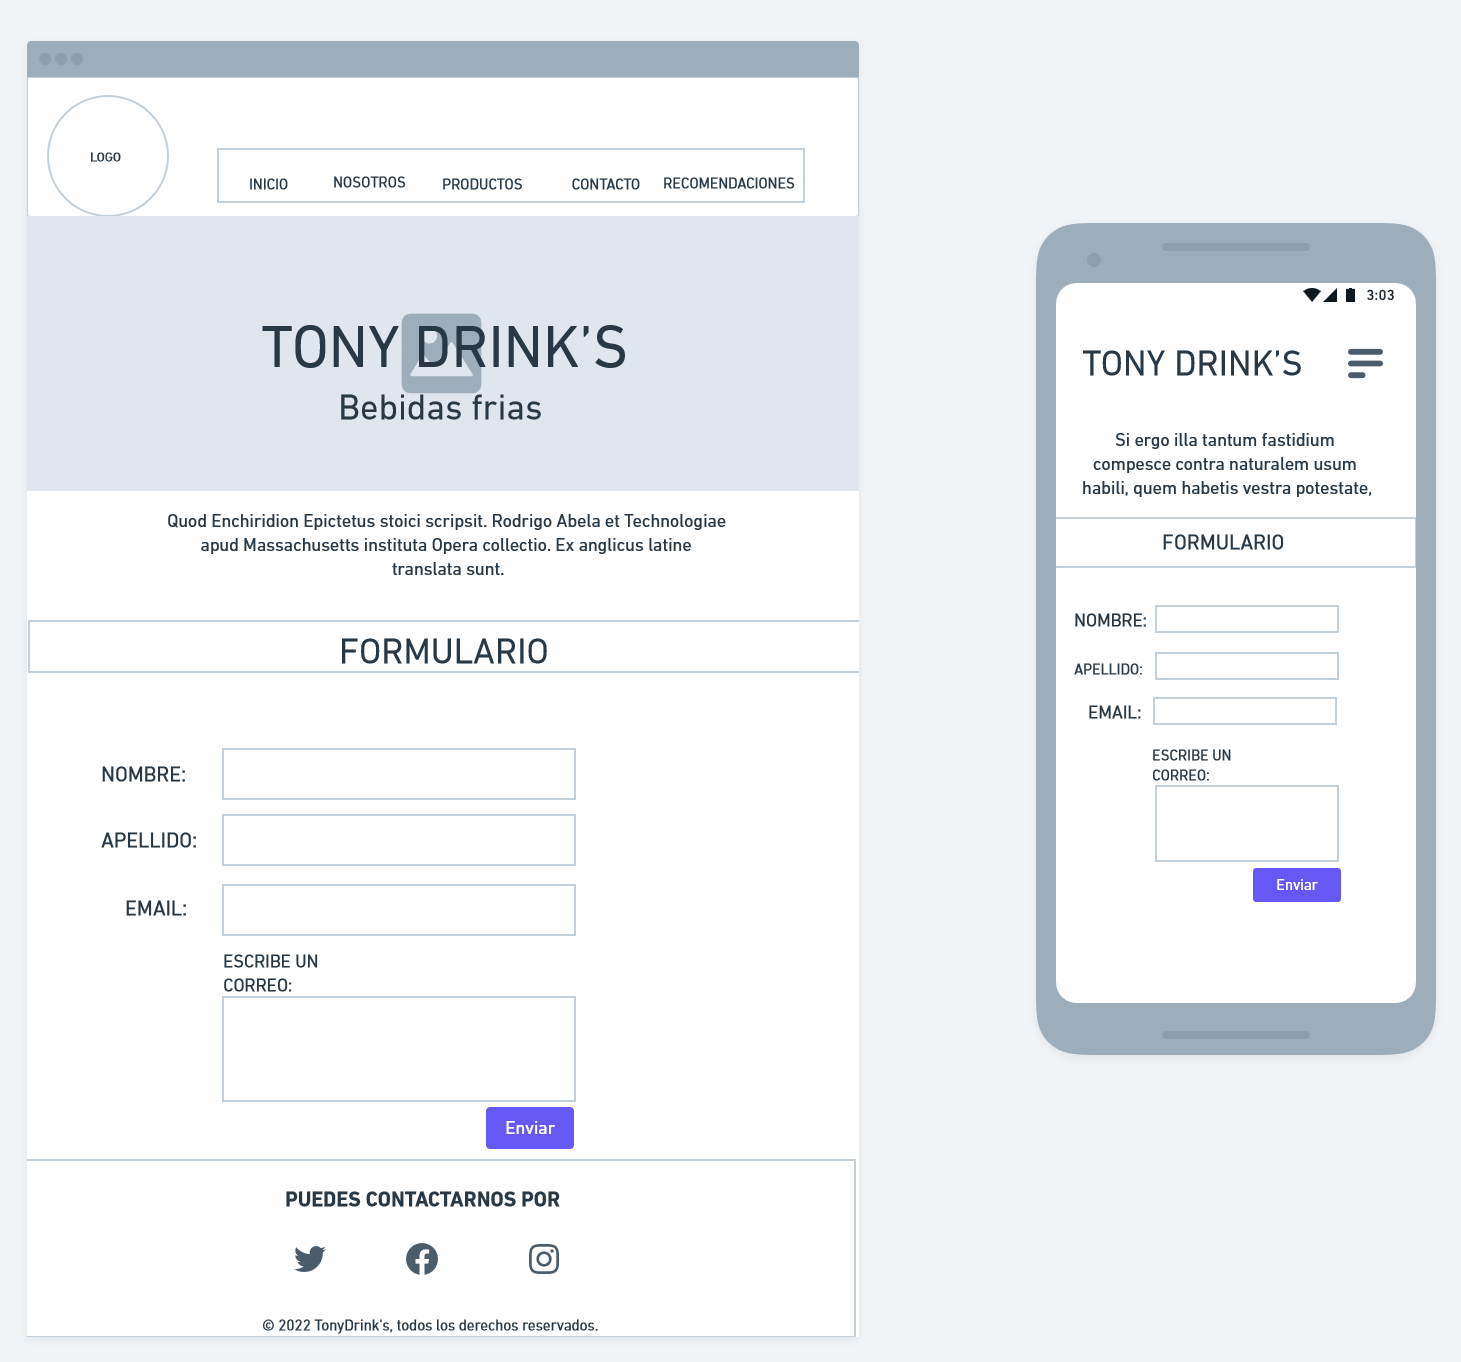 LOGO
INICIO NOSOTROS PRODUCTOS CONTACTO RECOMENDACIONES
TONY DRINK’S
Bebidas frias
Quod Enchiridion Epictetus stoici scripsit. Rodrigo Abela et Technologiae
apud Massachusetts instituta Opera collectio. Ex anglicus latine
translata sunt.
FORMULARIO
NOMBRE:
APELLIDO:
EMAIL:
ESCRIBE UN
CORREO:
Enviar
PUEDES CONTACTARNOS POR
© 2022 TonyDrink's, todos los derechos reservados.
3:03
TONY DRINK’S
Si ergo illa tantum fastidium
compesce contra naturalem usum
habili, quem habetis vestra potestate,
FORMULARIO
NOMBRE:
APELLIDO:
EMAIL:
ESCRIBE UN
CORREO:
Enviar